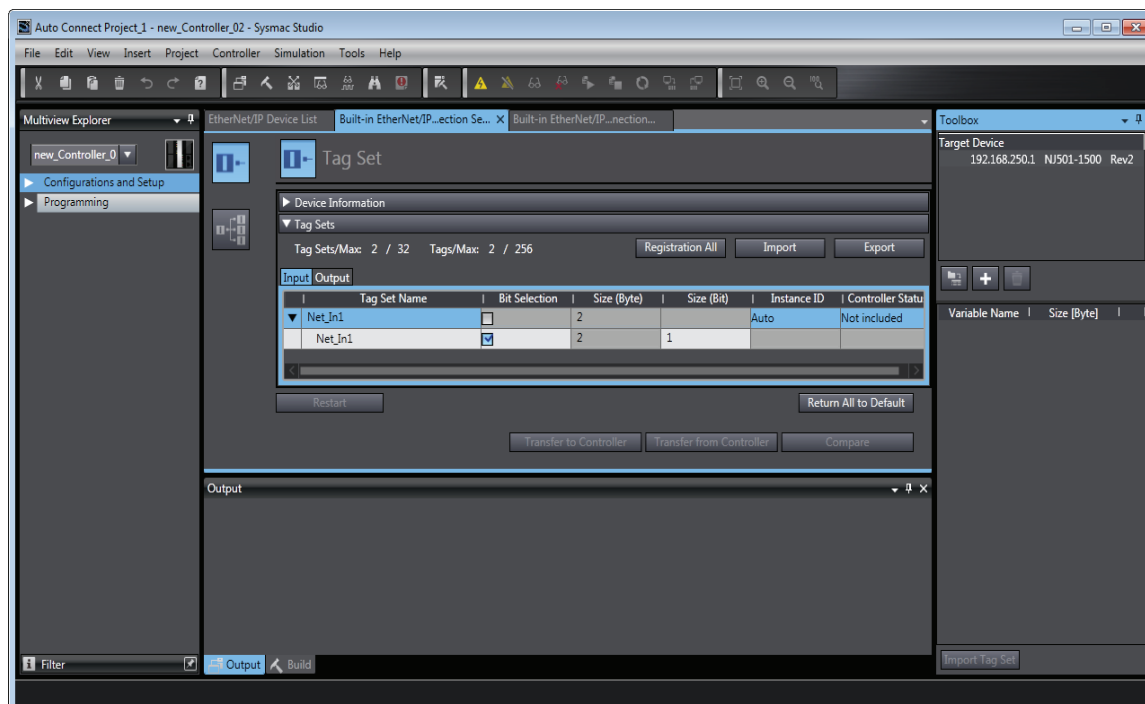 Auto Connect Project_1 - new_Controller_02 - Sysmac Studio
File Edit View Insert Project Controller Simulation Tools Help
Multiview Explorer
new_Controller_0
Configurations and Setup
Programming
Filter
EtherNet/IP Device List
Built-in EtherNet/IP...ection Se...
Built-in EtherNet/IP...nection...
Tag Set
Device Information
Tag Sets
Tag Sets/Max: 2 / 32 Tags/Max: 2 / 256
Registration All Import Export
Input Output
Tag Set Name Bit Selection Size (Byte) Size (Bit) Instance ID Controller Statu
Net_In1 2 Auto Not included
Net_In1 2 1
Restart
Return All to Default
Transfer to Controller Transfer from Controller Compare
Output
Output Build
Toolbox
Target Device
192.168.250.1 NJ501-1500 Rev2
Variable Name Size [Byte]
Import Tag Set